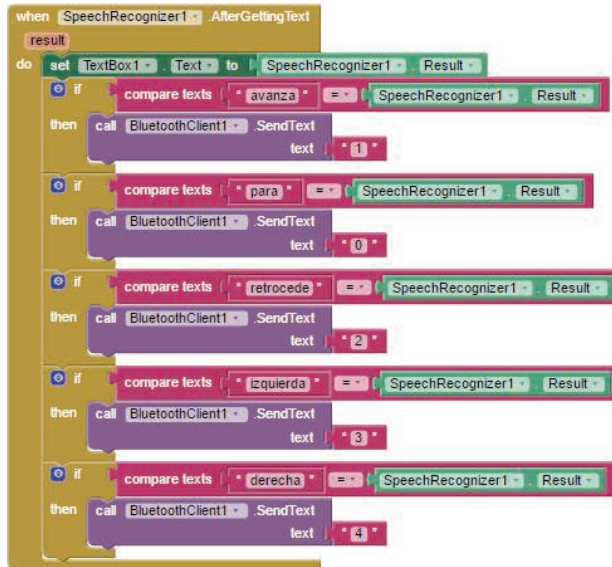 when SpeechRecognizer1 .AfterGettingText
result
do set TextBox1 . Text to SpeechRecognizer1 . Result
if compare texts " avanza " = SpeechRecognizer1 . Result
then call BluetoothClient1 .SendText
text " 1 "
if compare texts " para " = SpeechRecognizer1 . Result
then call BluetoothClient1 .SendText
text " 0 "
if compare texts " retrocede " = SpeechRecognizer1 . Result
then call BluetoothClient1 .SendText
text " 2 "
if compare texts " izquierda " = SpeechRecognizer1 . Result
then call BluetoothClient1 .SendText
text " 3 "
if compare texts " derecha " = SpeechRecognizer1 . Result
then call BluetoothClient1 .SendText
text " 4 "